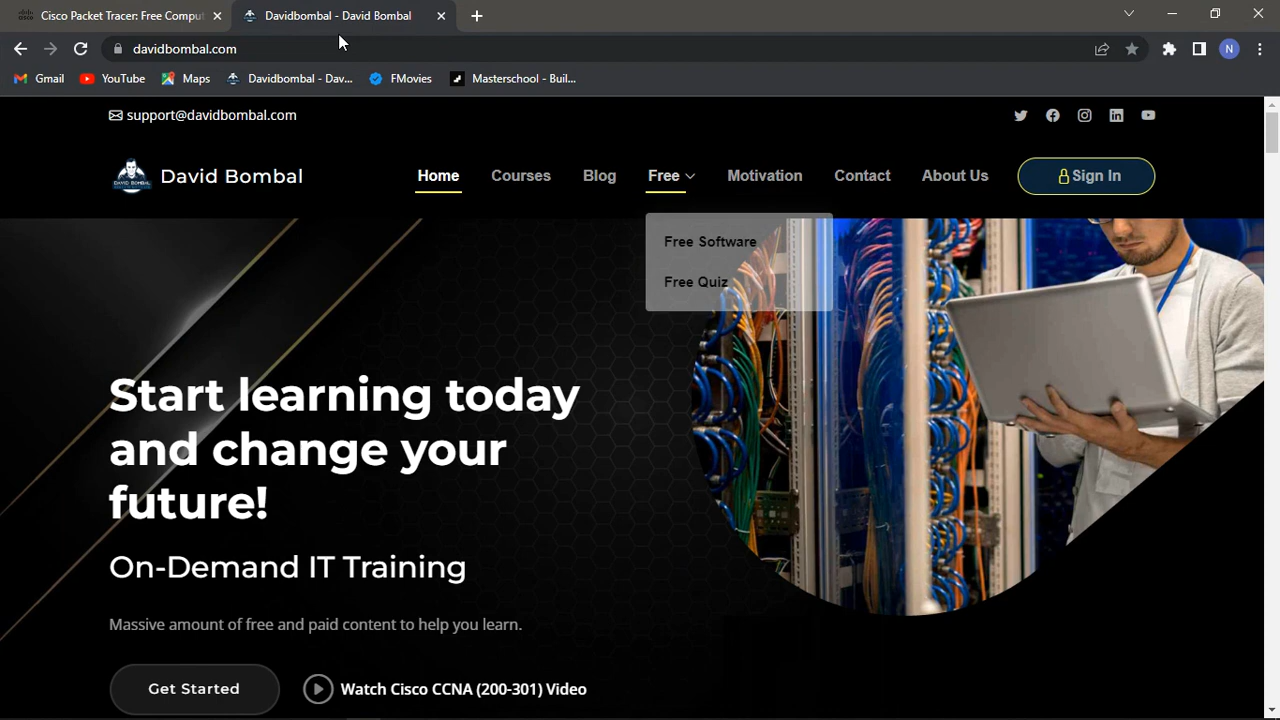 Cisco Packet Tracer: Free Comput
Davidbombal - David Bombal
davidbombal.com
N
Gmail
YouTube
Maps
Davidbombal - Dav...
FMovies
Masterschool - Buil...
support@davidbombal.com
DAVID BOMBAL
David Bombal
Home
Courses
Blog
Free
Motivation
Contact
About Us
Sign In
Free Software
Free Quiz
Start learning today
and change your
future!
On-Demand IT Training
Massive amount of free and paid content to help you learn.
Get Started
Watch Cisco CCNA (200-301) Video